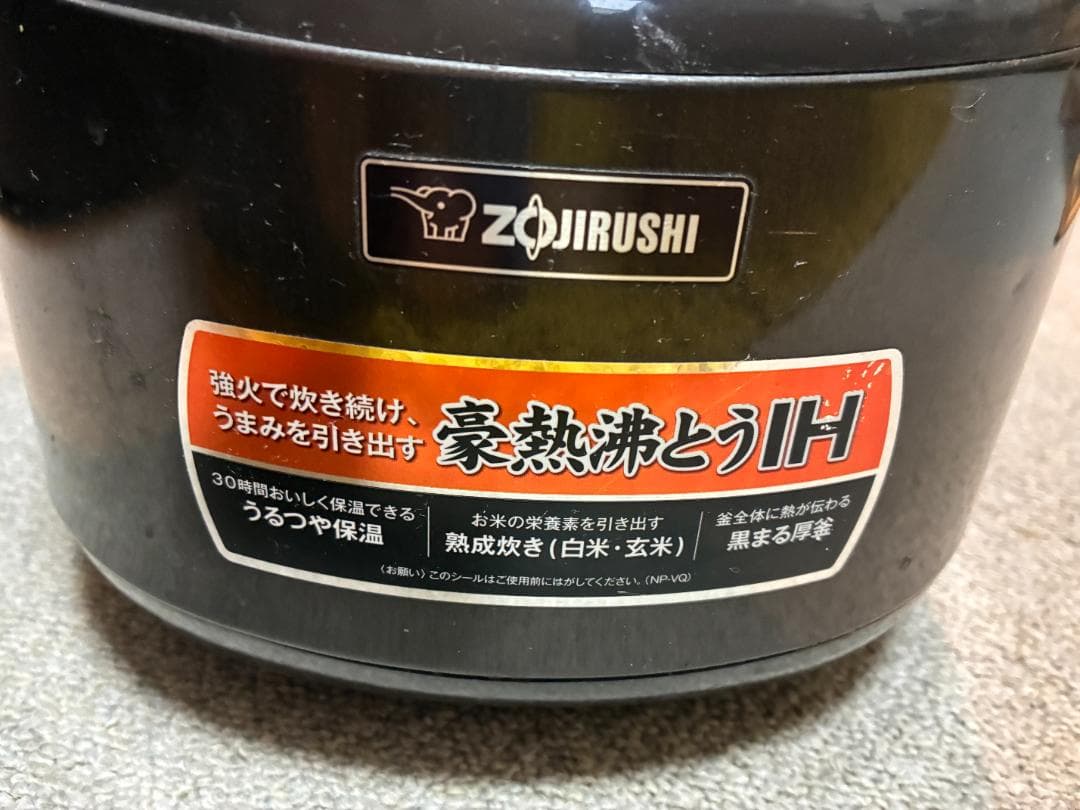 ZOJIRUSHI
強火で炊き続け、
うまみを引き出す
豪熱沸とうIH
30時間おいしく保温できる
うるつや保温
お米の栄養素を引き出す
熟成炊き(白米・玄米)
釜全体に熱が伝わる
黒まる厚釜
〈お願い〉このシールはご使用前にはがしてください。(NP-VQ)